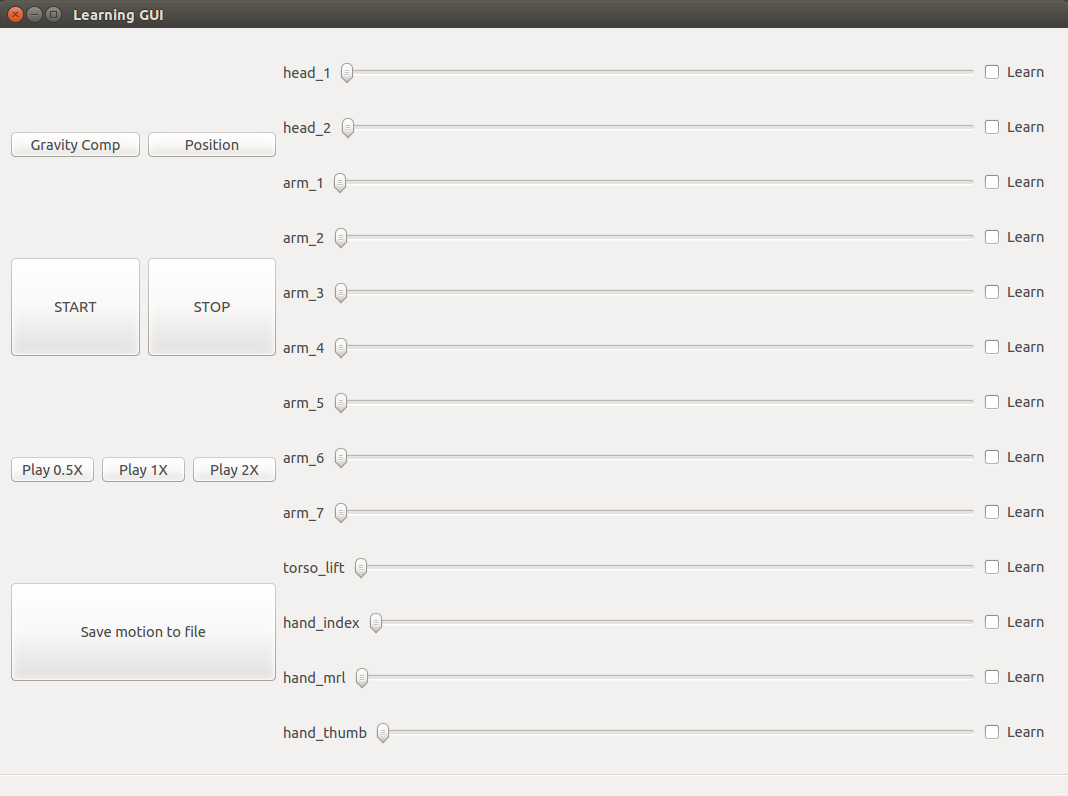 Learning GUI
head_1 Learn
head_2 Learn
Gravity Comp Position
arm_1 Learn
arm_2 Learn
arm_3 Learn
START STOP
arm_4 Learn
arm_5 Learn
arm_6 Learn
Play 0.5X Play 1X Play 2X
arm_7 Learn
torso_lift Learn
hand_index Learn
Save motion to file
hand_mrl Learn
hand_thumb Learn